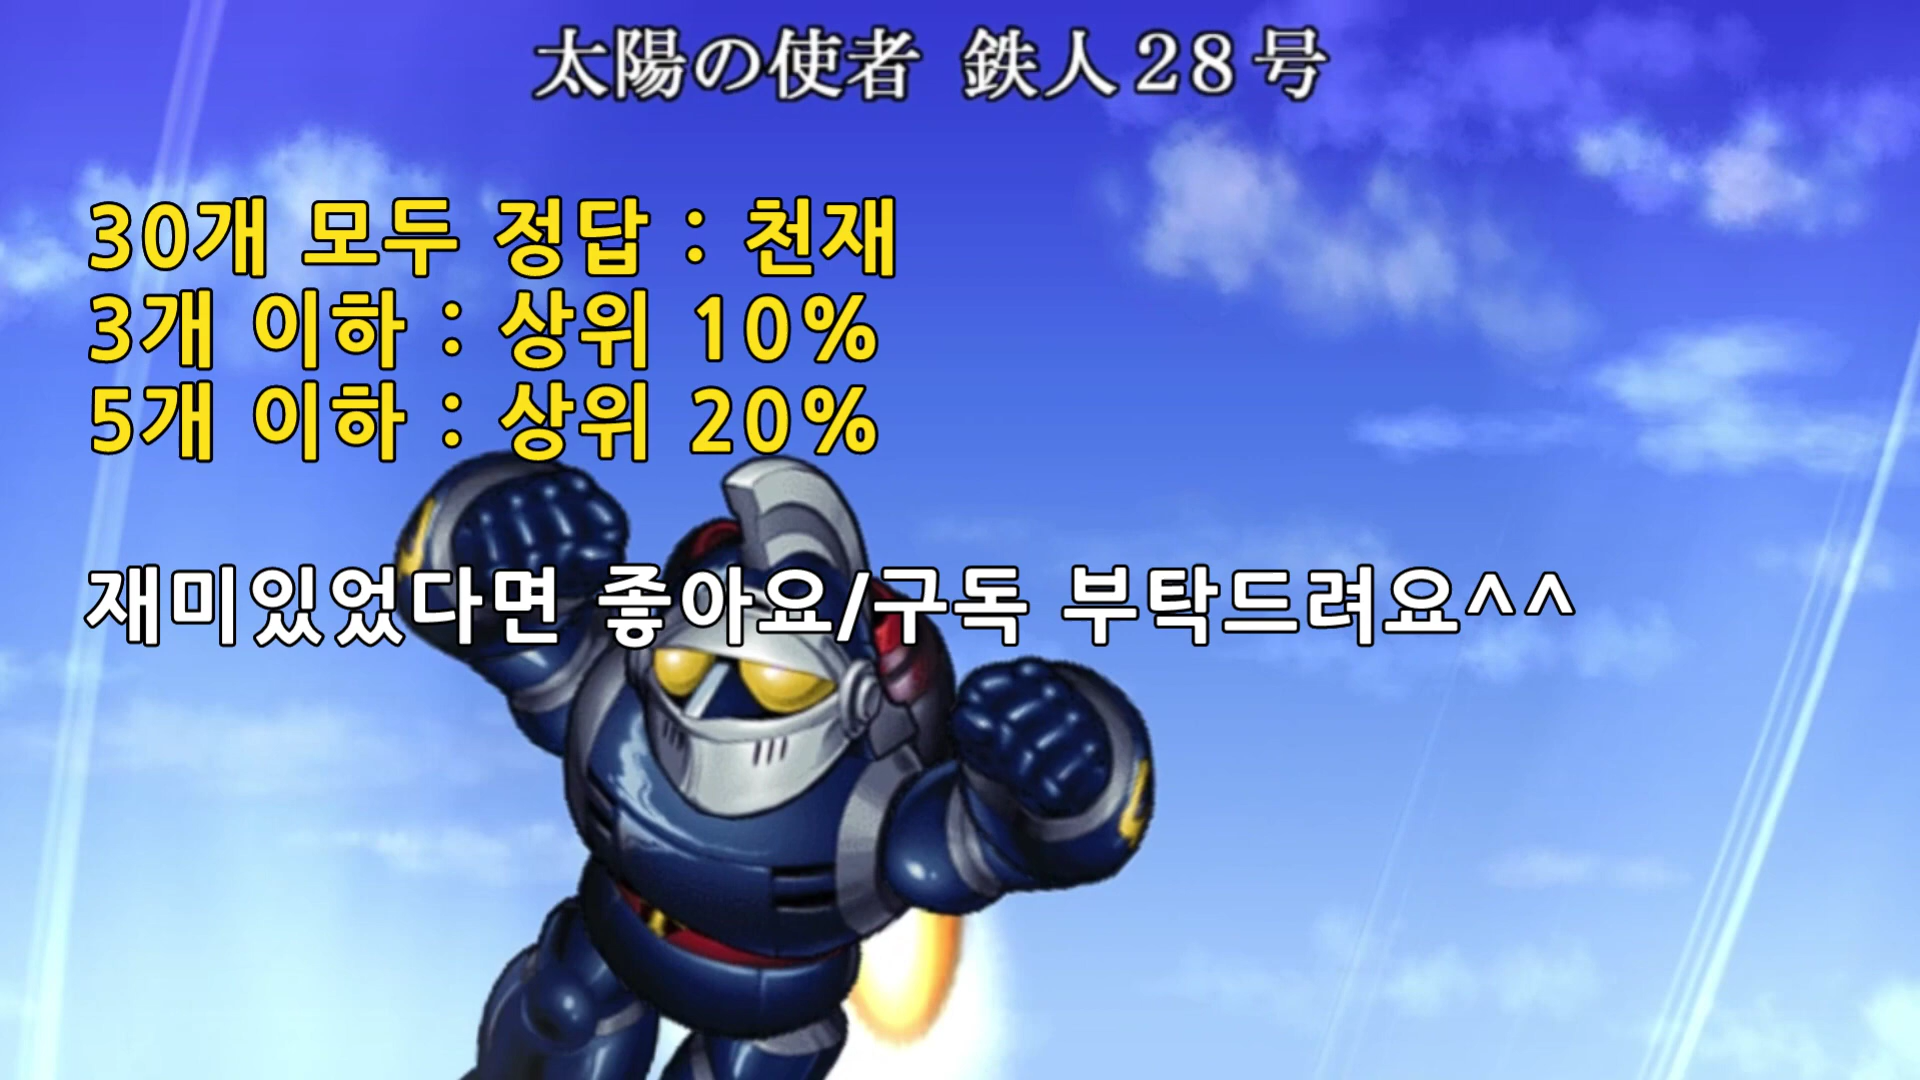 太陽の使者 鉄人28号
30개 모두 정답 : 천재
3개 이하 : 상위 10%
5개 이하 : 상위 20%
재미있었다면 좋아요/구독 부탁드려요^^